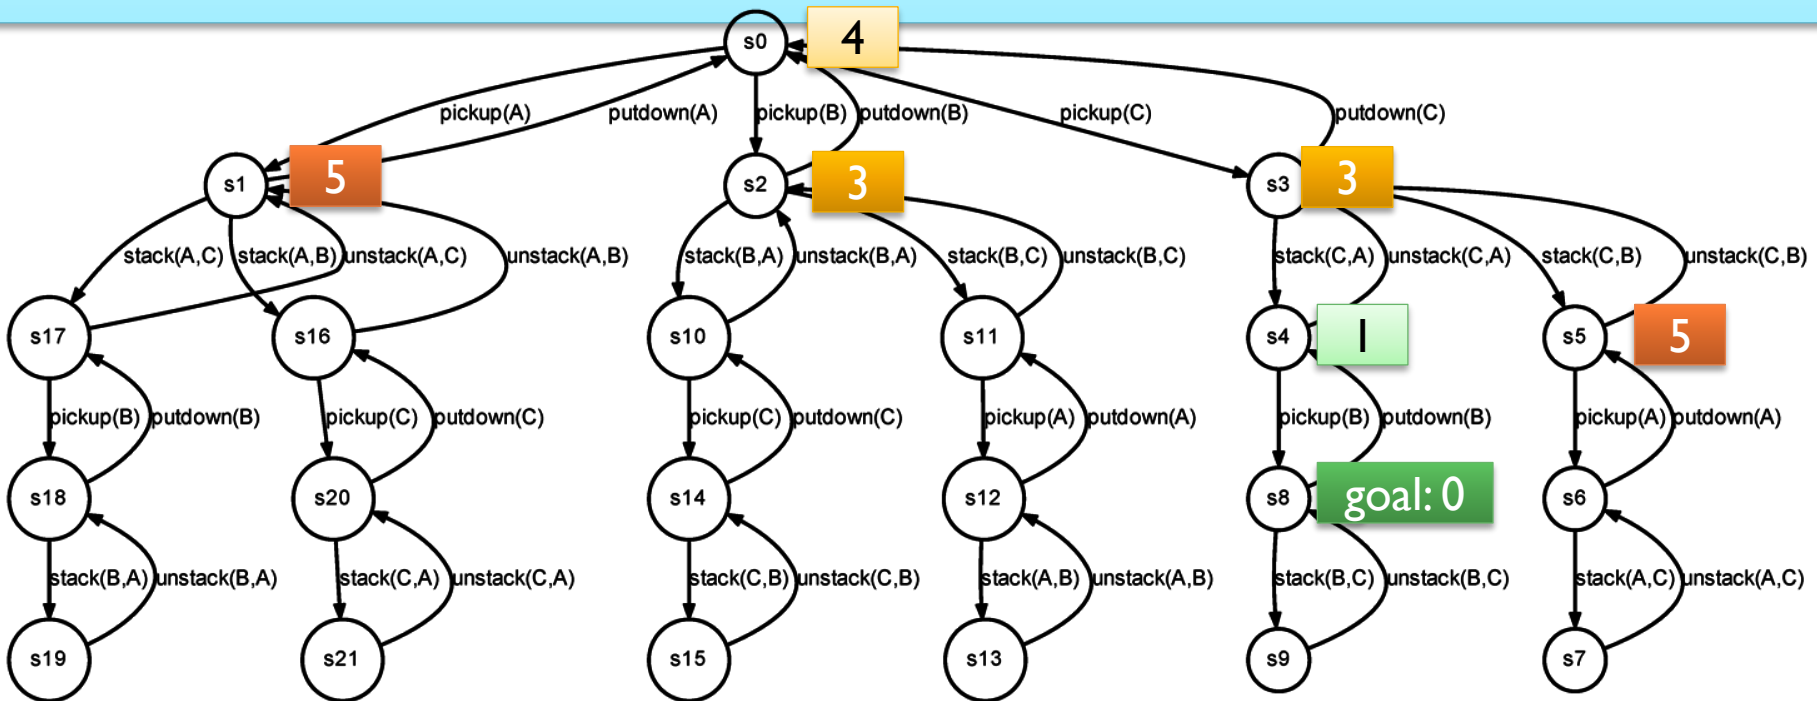 s0 4
pickup(A) putdown(A) pickup(B) putdown(B) pickup(C) putdown(C)
s1 5 s2 3 s3 3
stack(A,C) stack(A,B) unstack(A,C) unstack(A,B) stack(B,A) unstack(B,A) stack(B,C) unstack(B,C) stack(C,A) unstack(C,A) stack(C,B) unstack(C,B)
s17 s16 s10 s11 s4 1 s5 5
pickup(B) putdown(B) pickup(C) putdown(C) pickup(C) putdown(C) pickup(A) putdown(A) pickup(B) putdown(B) pickup(A) putdown(A)
s18 s20 s14 s12 s8 goal: 0 s6
stack(B,A) unstack(B,A) stack(C,A) unstack(C,A) stack(C,B) unstack(C,B) stack(A,B) unstack(A,B) stack(B,C) unstack(B,C) stack(A,C) unstack(A,C)
s19 s21 s15 s13 s9 s7